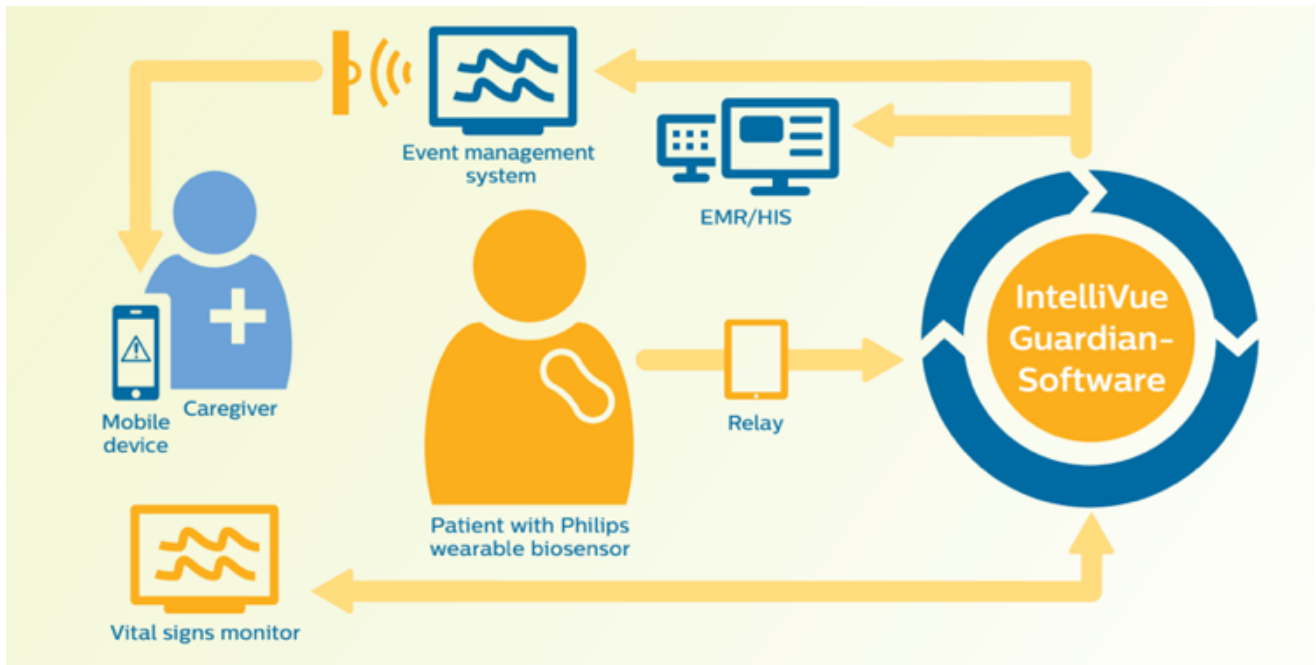 Event management
system
EMR/HIS
IntelliVue
Guardian-
Software
Caregiver
Mobile
device
Relay
Patient with Philips
wearable biosensor
Vital signs monitor